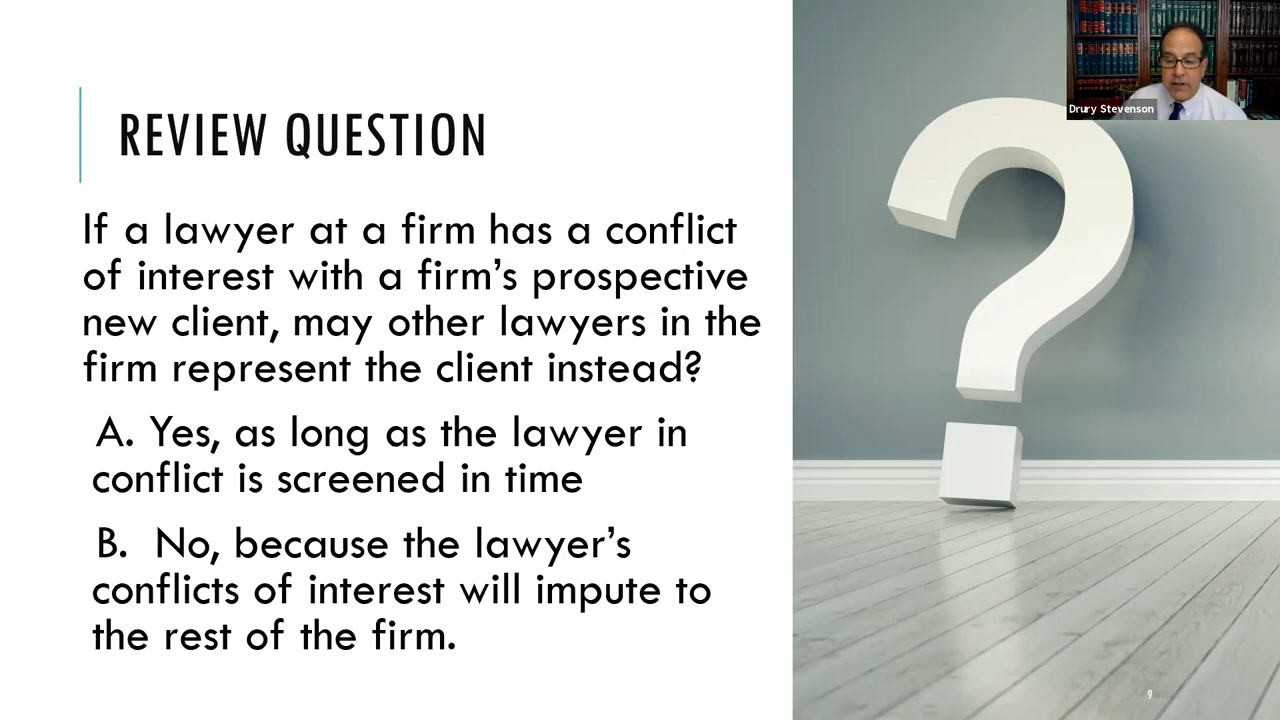 Drury Stevenson
REVIEW QUESTION
If a lawyer at a firm has a conflict
of interest with a firm's prospective
new client, may other lawyers in the
firm represent the client instead?
A. Yes, as long as the lawyer in
conflict is screened in time
B. No, because the lawyer's
conflicts of interest will impute to
the rest of the firm.
9